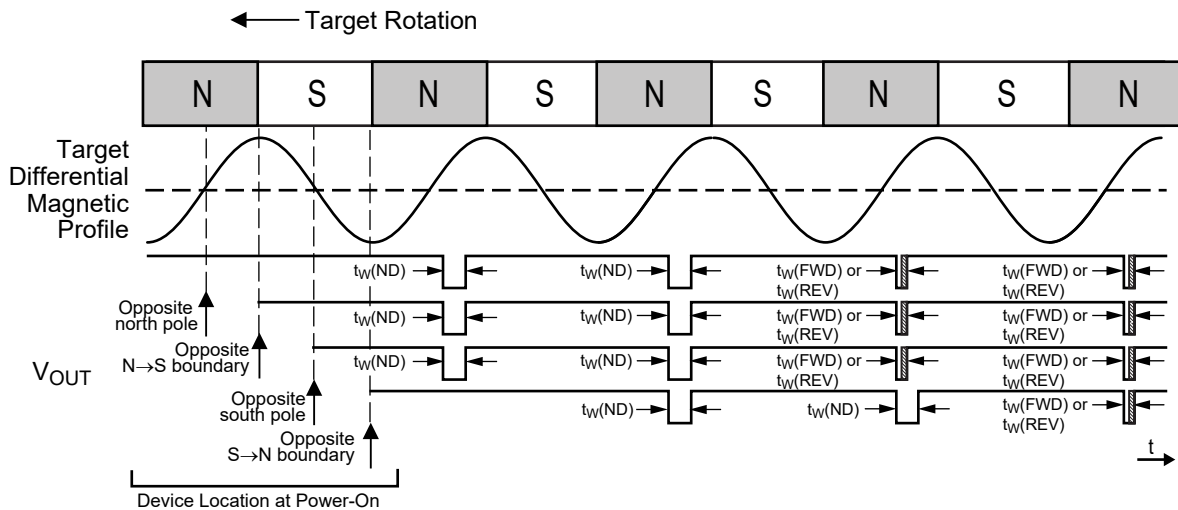 Target Rotation
N S N S N S N S N
Target
Differential
Magnetic
Profile
tW(ND) tW(ND) tW(FWD) or tW(FWD) or
tW(REV) tW(REV)
Opposite
north pole
tW(ND) tW(ND) tW(FWD) or tW(FWD) or
tW(REV) tW(REV)
Opposite
N→S boundary
tW(ND) tW(ND) tW(FWD) or tW(FWD) or
tW(REV) tW(REV)
VOUT
Opposite
south pole
tW(ND) tW(ND) tW(FWD) or
tW(REV)
Opposite
S→N boundary
t
Device Location at Power-On